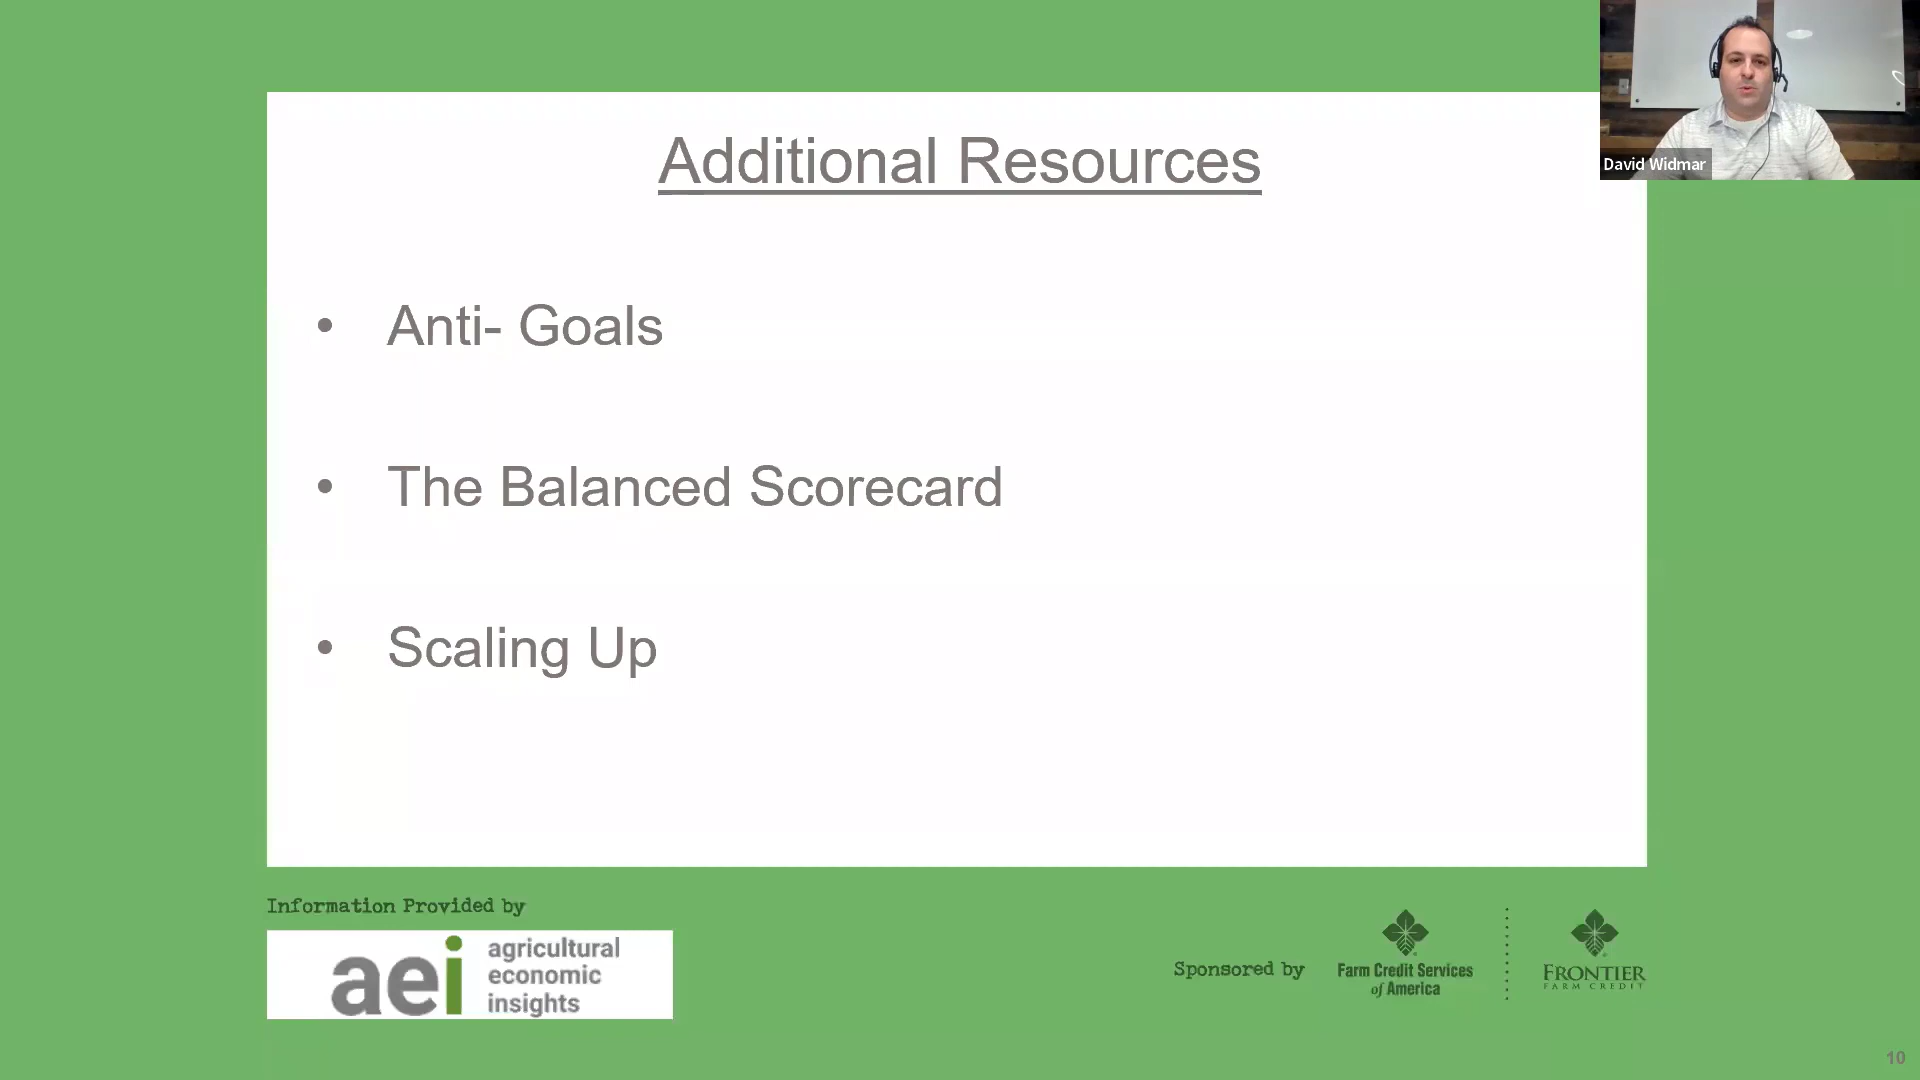 Additional Resources
David Widmar
• Anti- Goals
• The Balanced Scorecard
• Scaling Up
Information Provided by
aei
agricultural
economic
insights
Sponsored by
Farm Credit Services
of America
FRONTIER
FARM CREDIT
10